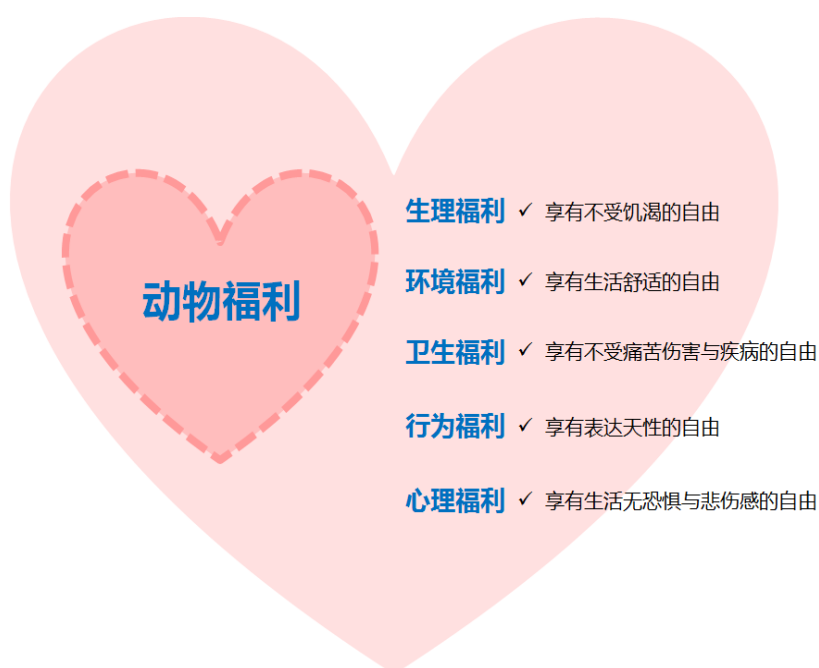 动物福利
生理福利 ✓ 享有不受饥渴的自由
环境福利 ✓ 享有生活舒适的自由
卫生福利 ✓ 享有不受痛苦伤害与疾病的自由
行为福利 ✓ 享有表达天性的自由
心理福利 ✓ 享有生活无恐惧与悲伤感的自由